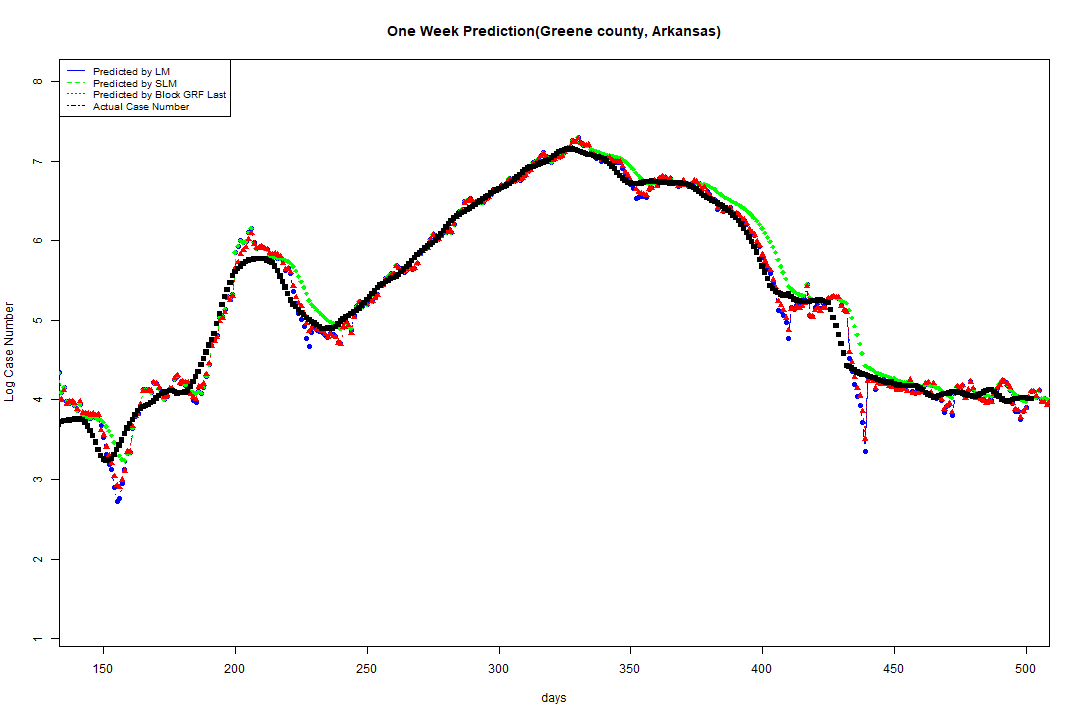 One Week Prediction(Greene county, Arkansas)
Predicted by LM
Predicted by SLM
Predicted by Block GRF Last
Actual Case Number
8
7
6
5
4
3
2
1
Log Case Number
150 200 250 300 350 400 450 500
days